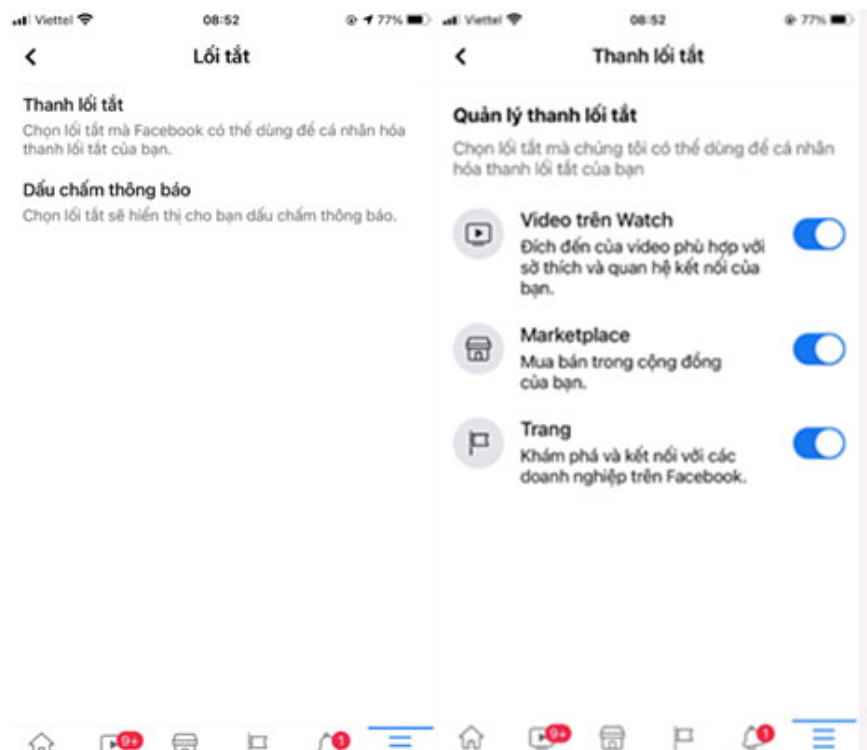 Viettel 08:52 77%
Lối tắt
Thanh lối tắt
Chọn lối tắt mà Facebook có thể dùng để cá nhân hóa
thanh lối tắt của bạn.
Dấu chấm thông báo
Chọn lối tắt sẽ hiển thị cho bạn dấu chấm thông báo.
9+
1
Viettel 08:52 77%
Thanh lối tắt
Quản lý thanh lối tắt
Chọn lối tắt mà chúng tôi có thể dùng để cá nhân
hóa thanh lối tắt của bạn
Video trên Watch
Đích đến của video phù hợp với
sở thích và quan hệ kết nối của
bạn.
Marketplace
Mua bán trong cộng đồng
của bạn.
Trang
Khám phá và kết nối với các
doanh nghiệp trên Facebook.
9+
1